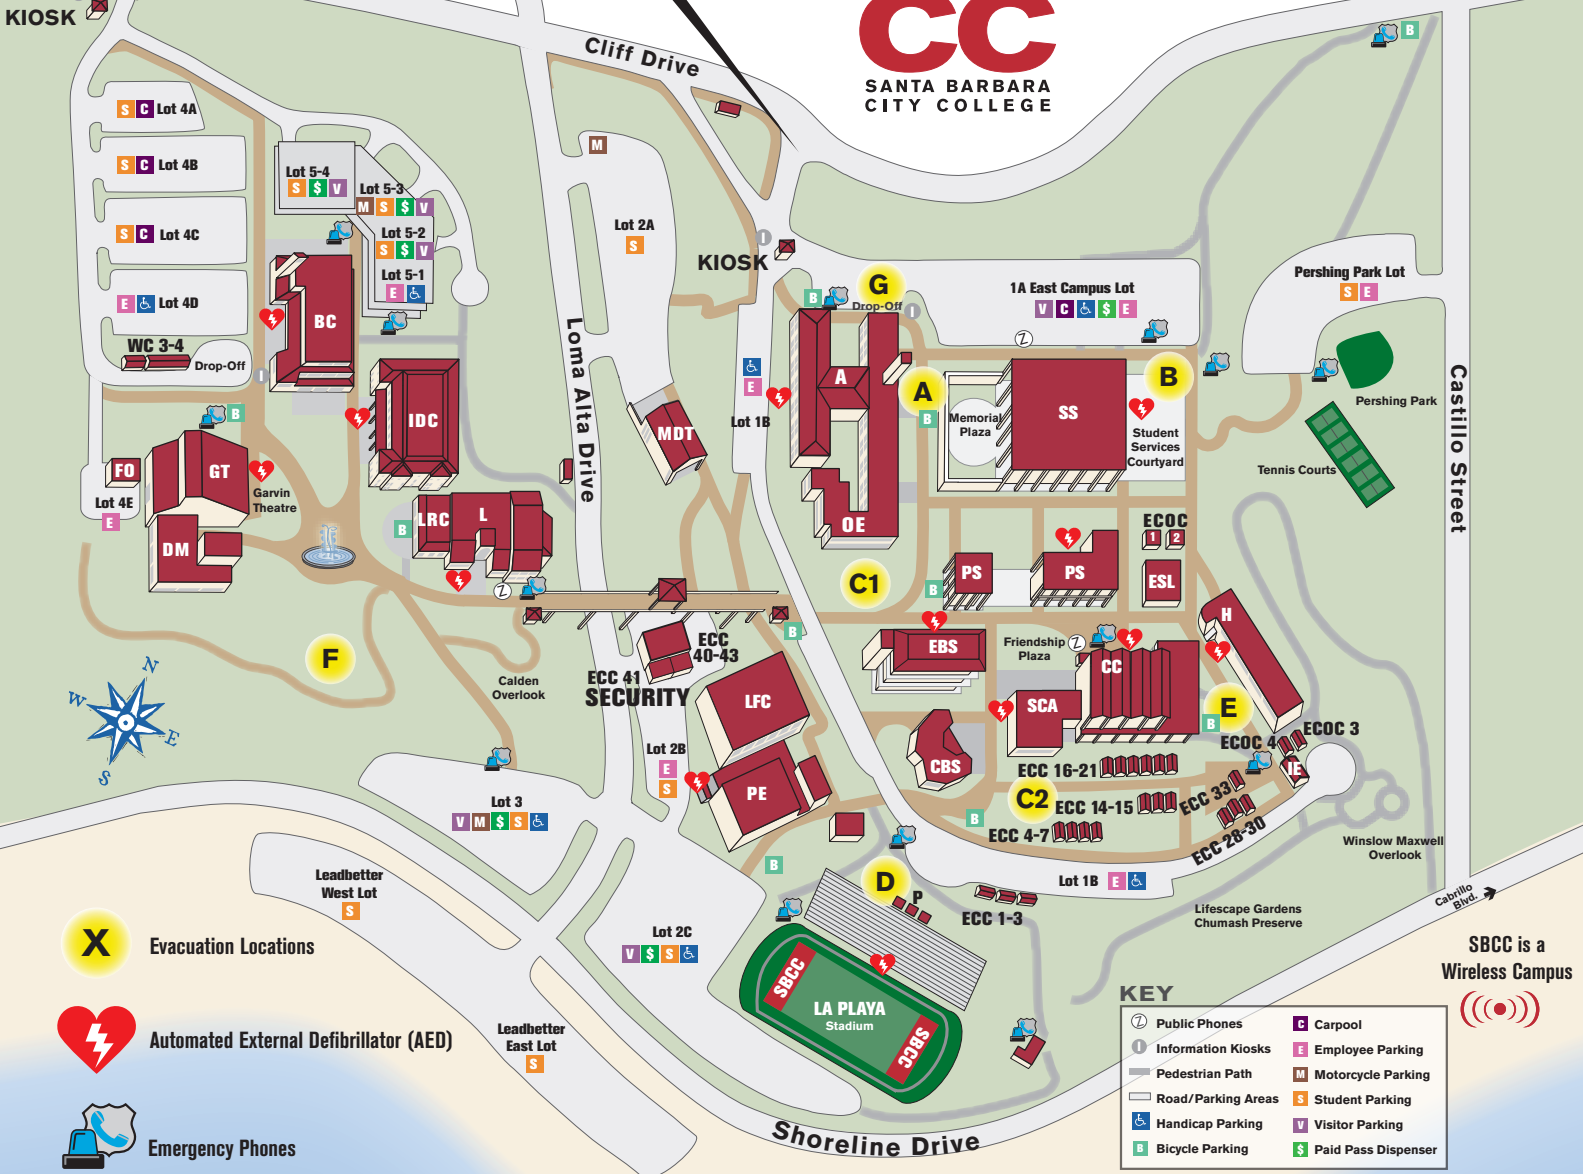 KIOSK
CC
SANTA BARBARA
CITY COLLEGE
Cliff Drive
B
S C Lot 4A
S C Lot 4B
S C Lot 4C
E Lot 4D
WC 3-4
Drop-Off
I
Lot 5-4
S $ V
Lot 5-3
M S $ V
Lot 5-2
S $ V
Lot 5-1
E
M
Lot 2A
S
I
KIOSK
B
G
Drop-Off
I
1A East Campus Lot
V C $ E
Z
Pershing Park Lot
S E
Pershing Park
Tennis Courts
Castillo Street
BC
IDC
Loma Alta Drive
MDT
E
Lot 1B
A
A
B
Memorial
Plaza
SS
B
Student
Services
Courtyard
B
FO
GT
Garvin
Theatre
Lot 4E
E
DM
B
LRC
L
Z
OE
C1
B
PS
PS
ECOC
1 2
ESL
H
F
N
W
E
S
Calden
Overlook
ECC
40-43
ECC 41
SECURITY
B
LFC
EBS
Friendship
Plaza
Z
CC
SCA
E
B
ECOC 4
ECOC 3
IE
CBS
ECC 16-21
C2
ECC 14-15
ECC 33
ECC 4-7
ECC 28-30
B
Lot 2B
E
S
PE
Lot 3
V M $ S
B
D
P
ECC 1-3
Lot 1B E
Winslow Maxwell
Overlook
Cabrillo
Blvd.
Lifescape Gardens
Chumash Preserve
Leadbetter
West Lot
S
Lot 2C
V $ S
SBCC
LA PLAYA
Stadium
SBCC
Leadbetter
East Lot
S
Shoreline Drive
X
Evacuation Locations
Automated External Defibrillator (AED)
Emergency Phones
SBCC is a
Wireless Campus
KEY
Z Public Phones
I Information Kiosks
Pedestrian Path
Road/Parking Areas
Handicap Parking
B Bicycle Parking
C Carpool
E Employee Parking
M Motorcycle Parking
S Student Parking
V Visitor Parking
$ Paid Pass Dispenser